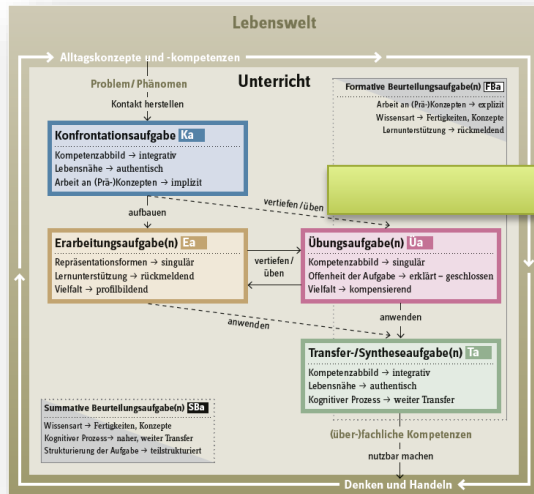 Lebenswelt
Alltagskonzepte und -kompetenzen
Problem/Phänomen
Unterricht
Kontakt herstellen
Formative Beurteilungsaufgabe(n) FBa
Arbeit an (Prä-)Konzepten → explizit
Wissensart → Fertigkeiten, Konzepte
Lernunterstützung → rückmeldend
Konfrontationsaufgabe Ka
Kompetenzabbild → integrativ
Lebensnähe → authentisch
Arbeit an (Prä-)Konzepten → implizit
aufbauen
vertiefen/üben
Erarbeitungsaufgabe(n) Ea
Repräsentationsformen → singulär
Lernunterstützung → rückmeldend
Vielfalt → profilbildend
vertiefen/
üben
Übungsaufgabe(n) Üa
Kompetenzabbild → singulär
Offenheit der Aufgabe → erklärt – geschlossen
Vielfalt → kompensierend
anwenden
anwenden
Transfer-/Syntheseaufgabe(n) Ta
Kompetenzabbild → integrativ
Lebensnähe → authentisch
Kognitiver Prozess → weiter Transfer
Summative Beurteilungsaufgabe(n) SBa
Wissensart → Fertigkeiten, Konzepte
Kognitiver Prozess → naher, weiter Transfer
Strukturierung der Aufgabe → teilstrukturiert
(über-)fachliche Kompetenzen
nutzbar machen
Denken und Handeln